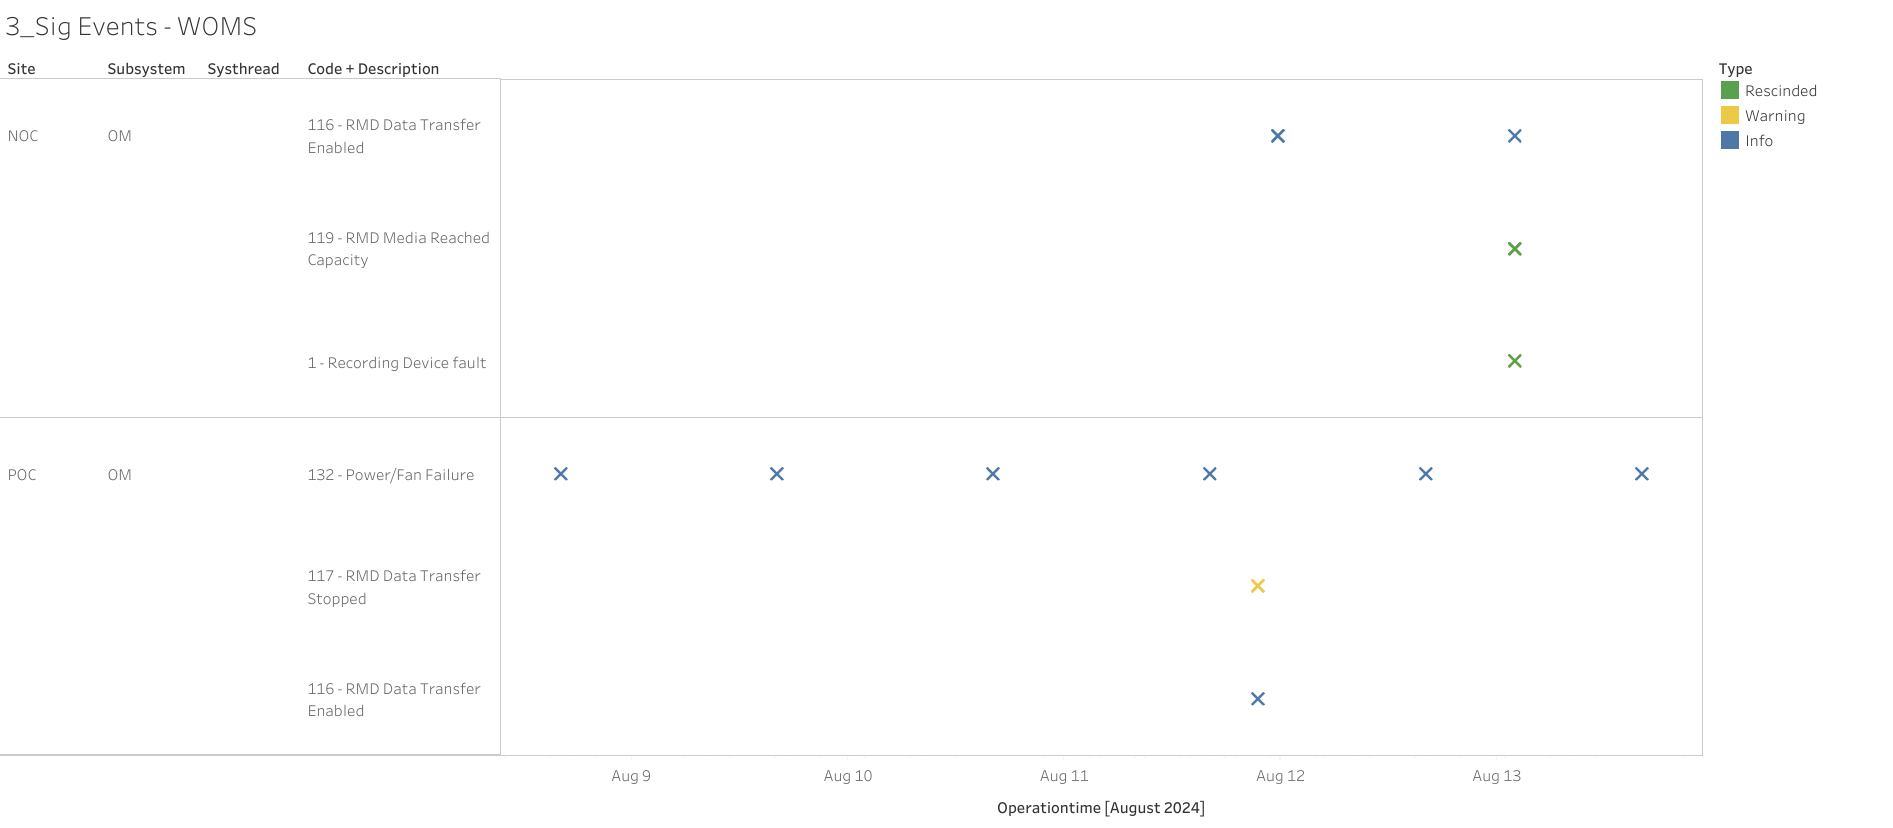 3_Sig Events - WOMS
Site Subsystem Systhread Code + Description
Type
Rescinded
Warning
Info
NOC OM 116 - RMD Data Transfer
Enabled
119 - RMD Media Reached
Capacity
1 - Recording Device fault
POC OM 132 - Power/Fan Failure
117 - RMD Data Transfer
Stopped
116 - RMD Data Transfer
Enabled
Aug 9 Aug 10 Aug 11 Aug 12 Aug 13
Operationtime [August 2024]